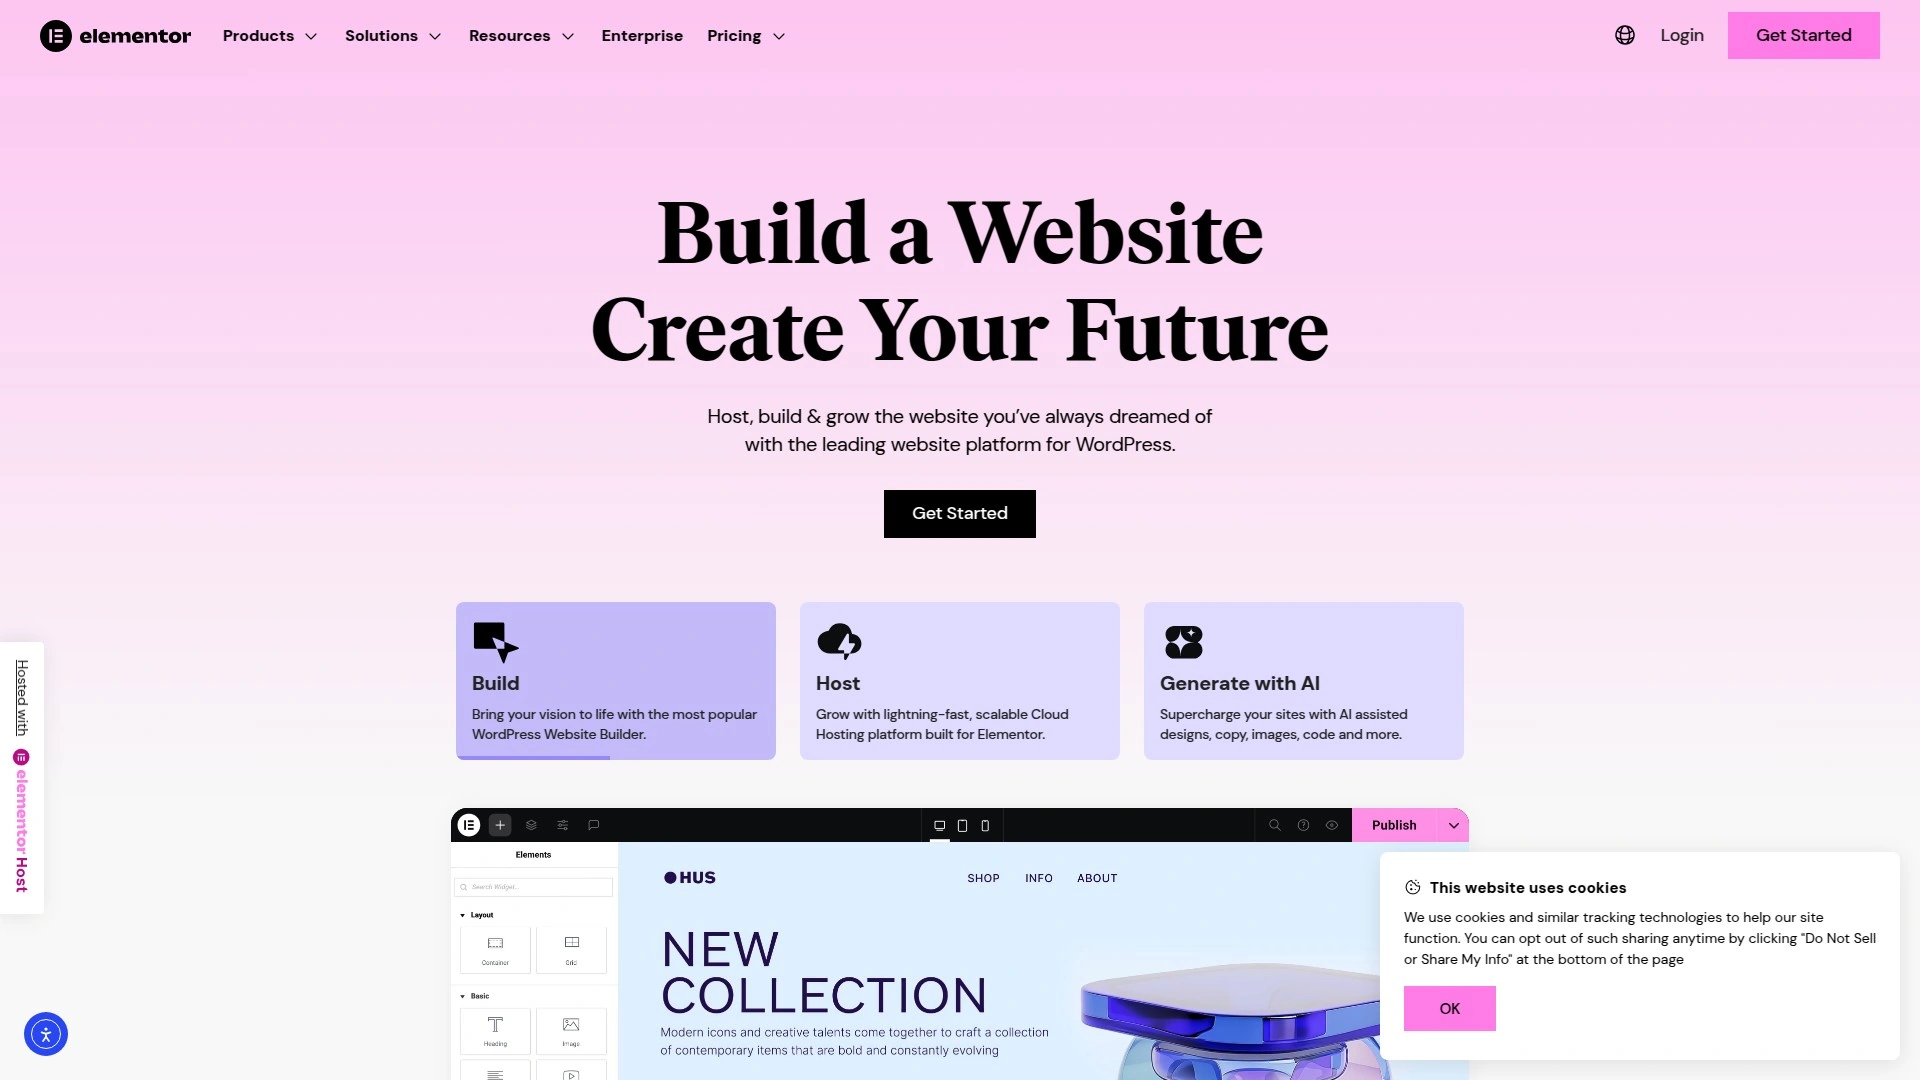 elementor
Products
Solutions
Resources
Enterprise
Pricing
Login
Get Started
Build a Website
Create Your Future
Host, build & grow the website you’ve always dreamed of
with the leading website platform for WordPress.
Get Started
Build
Bring your vision to life with the most popular
WordPress Website Builder.
Host
Grow with lightning-fast, scalable Cloud
Hosting platform built for Elementor.
Generate with AI
Supercharge your sites with AI assisted
designs, copy, images, code and more.
Hosted with
elementor Host
Publish
Elements
Search Widget...
Layout
Container
Grid
Basic
Heading
Image
HUS
SHOP
INFO
ABOUT
NEW
COLLECTION
Modern icons and creative talents come together to craft a collection
of contemporary items that are bold and constantly evolving
This website uses cookies
We use cookies and similar tracking technologies to help our site
function. You can opt out of such sharing anytime by clicking "Do Not Sell
or Share My Info" at the bottom of the page
OK